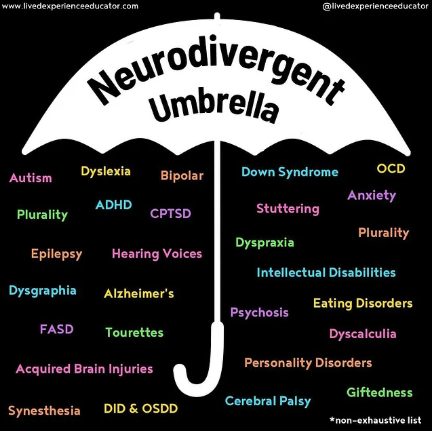 www.livedexperienceeducator.com
@livedexperienceeducator
Neurodivergent
Umbrella
Autism
Dyslexia
Bipolar
Down Syndrome
OCD
Plurality
ADHD
CPTSD
Stuttering
Anxiety
Epilepsy
Hearing Voices
Dyspraxia
Plurality
Dysgraphia
Alzheimer's
Intellectual Disabilities
FASD
Tourettes
Psychosis
Eating Disorders
Dyscalculia
Acquired Brain Injuries
Personality Disorders
Synesthesia
DID & OSDD
Cerebral Palsy
Giftedness
*non-exhaustive list